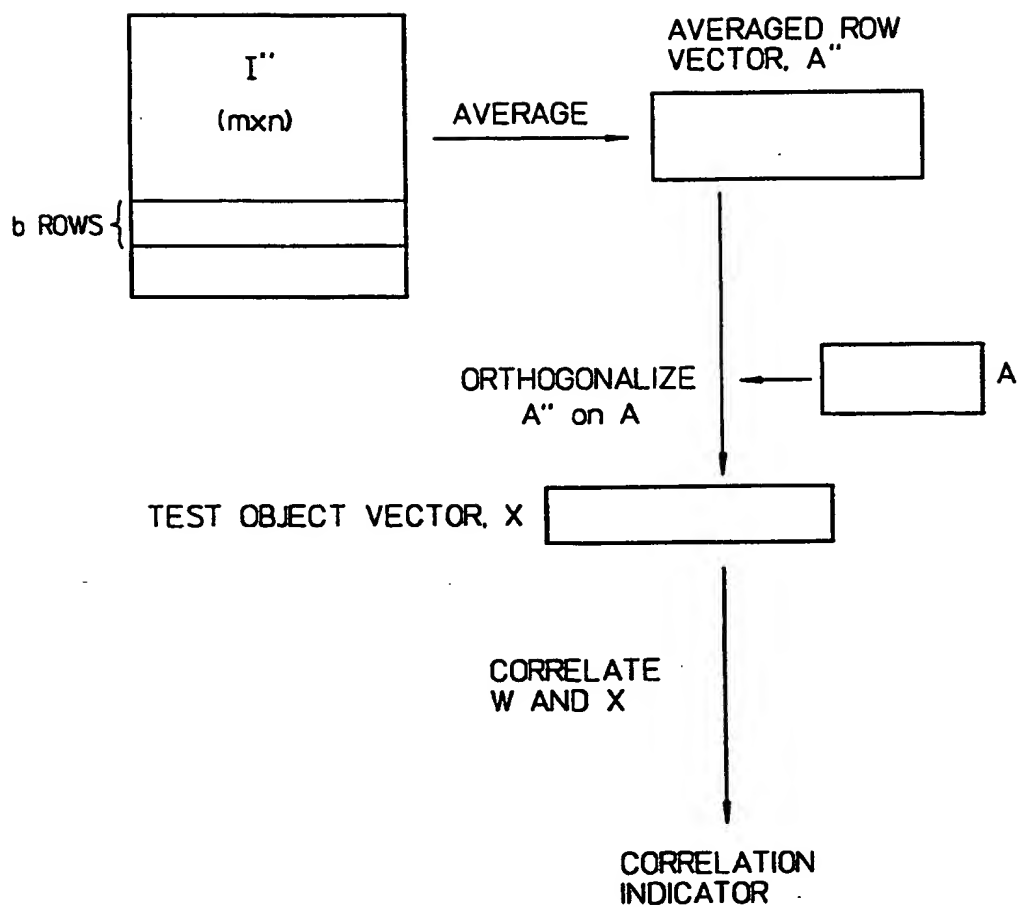 I''
(mxn)
b ROWS
AVERAGE
AVERAGED ROW
VECTOR, A''
ORTHOGONALIZE
A'' on A
A
TEST OBJECT VECTOR, X
CORRELATE
W AND X
CORRELATION
INDICATOR